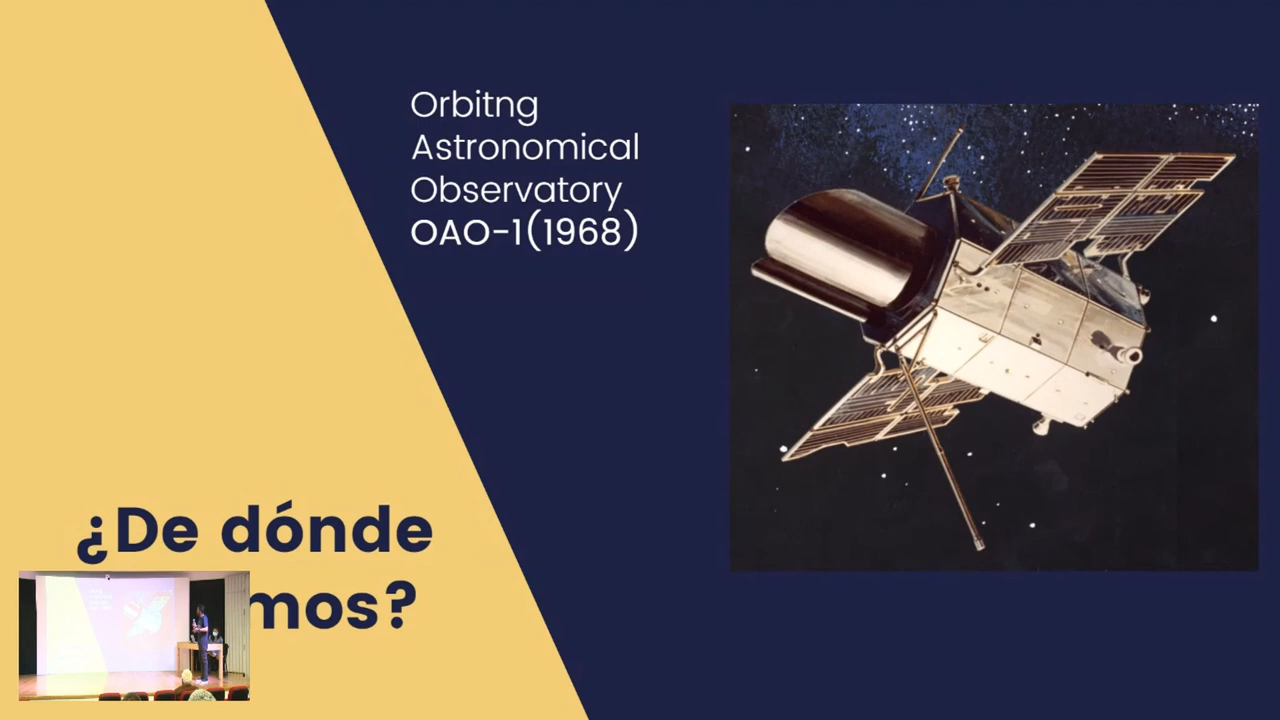 Orbitng
Astronomical
Observatory
OAO-1(1968)
¿De dónde
mos?